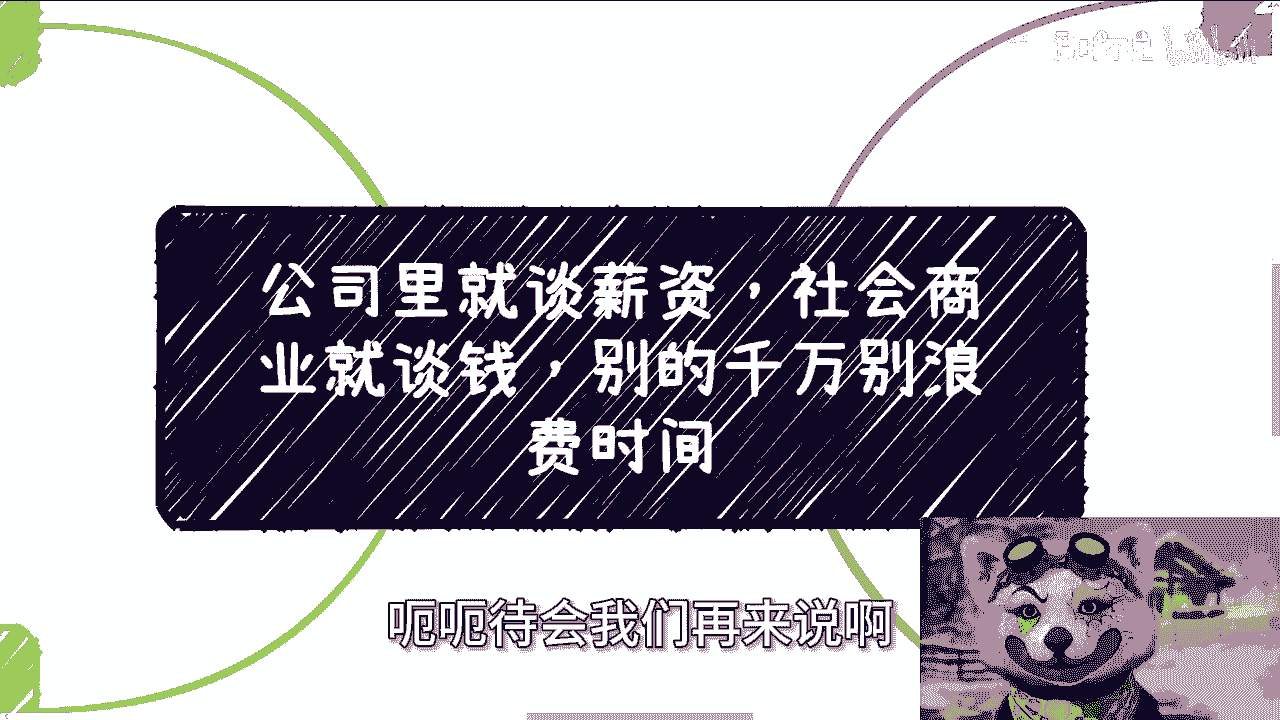 公司里就谈薪资，社会商
业就谈钱，别的千万别浪
费时间
呃呃待会我们再来说啊